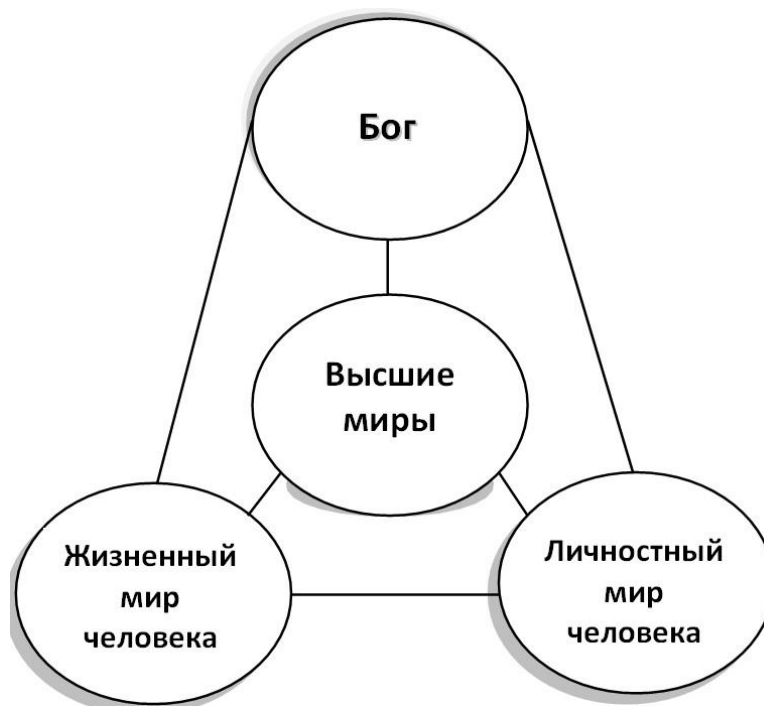 Бог
Высшие
миры
Жизненный
мир
человека
Личностный
мир
человека